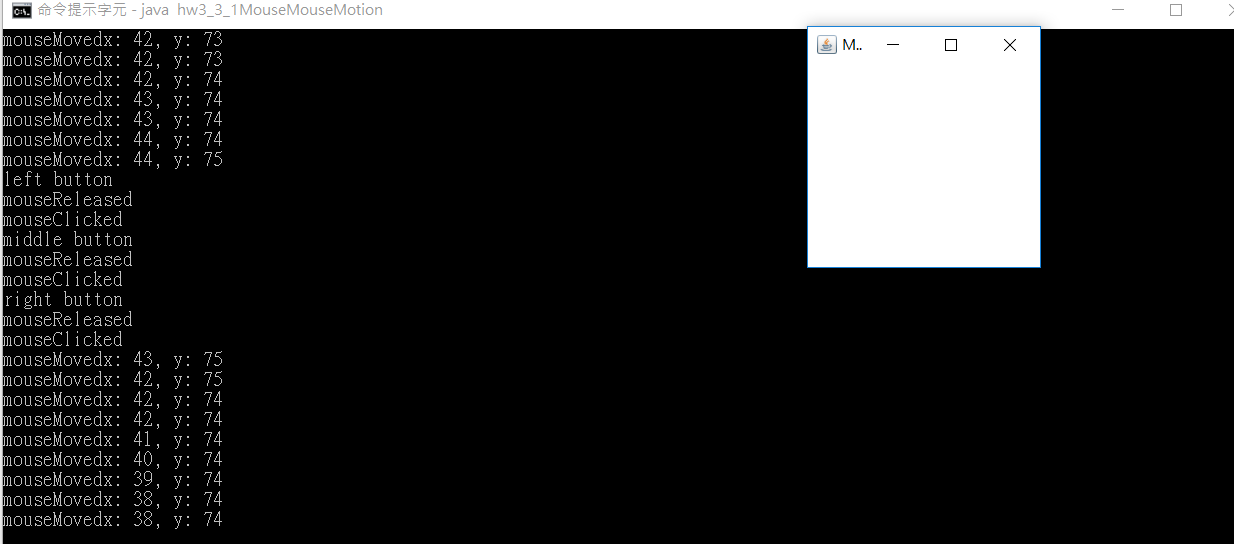 命令提示字元 - java  hw3_3_1MouseMouseMotion
M..
mouseMovedx: 42, y: 73
mouseMovedx: 42, y: 73
mouseMovedx: 42, y: 74
mouseMovedx: 43, y: 74
mouseMovedx: 43, y: 74
mouseMovedx: 44, y: 74
mouseMovedx: 44, y: 75
left button
mouseReleased
mouseClicked
middle button
mouseReleased
mouseClicked
right button
mouseReleased
mouseClicked
mouseMovedx: 43, y: 75
mouseMovedx: 42, y: 75
mouseMovedx: 42, y: 74
mouseMovedx: 42, y: 74
mouseMovedx: 41, y: 74
mouseMovedx: 40, y: 74
mouseMovedx: 39, y: 74
mouseMovedx: 38, y: 74
mouseMovedx: 38, y: 74